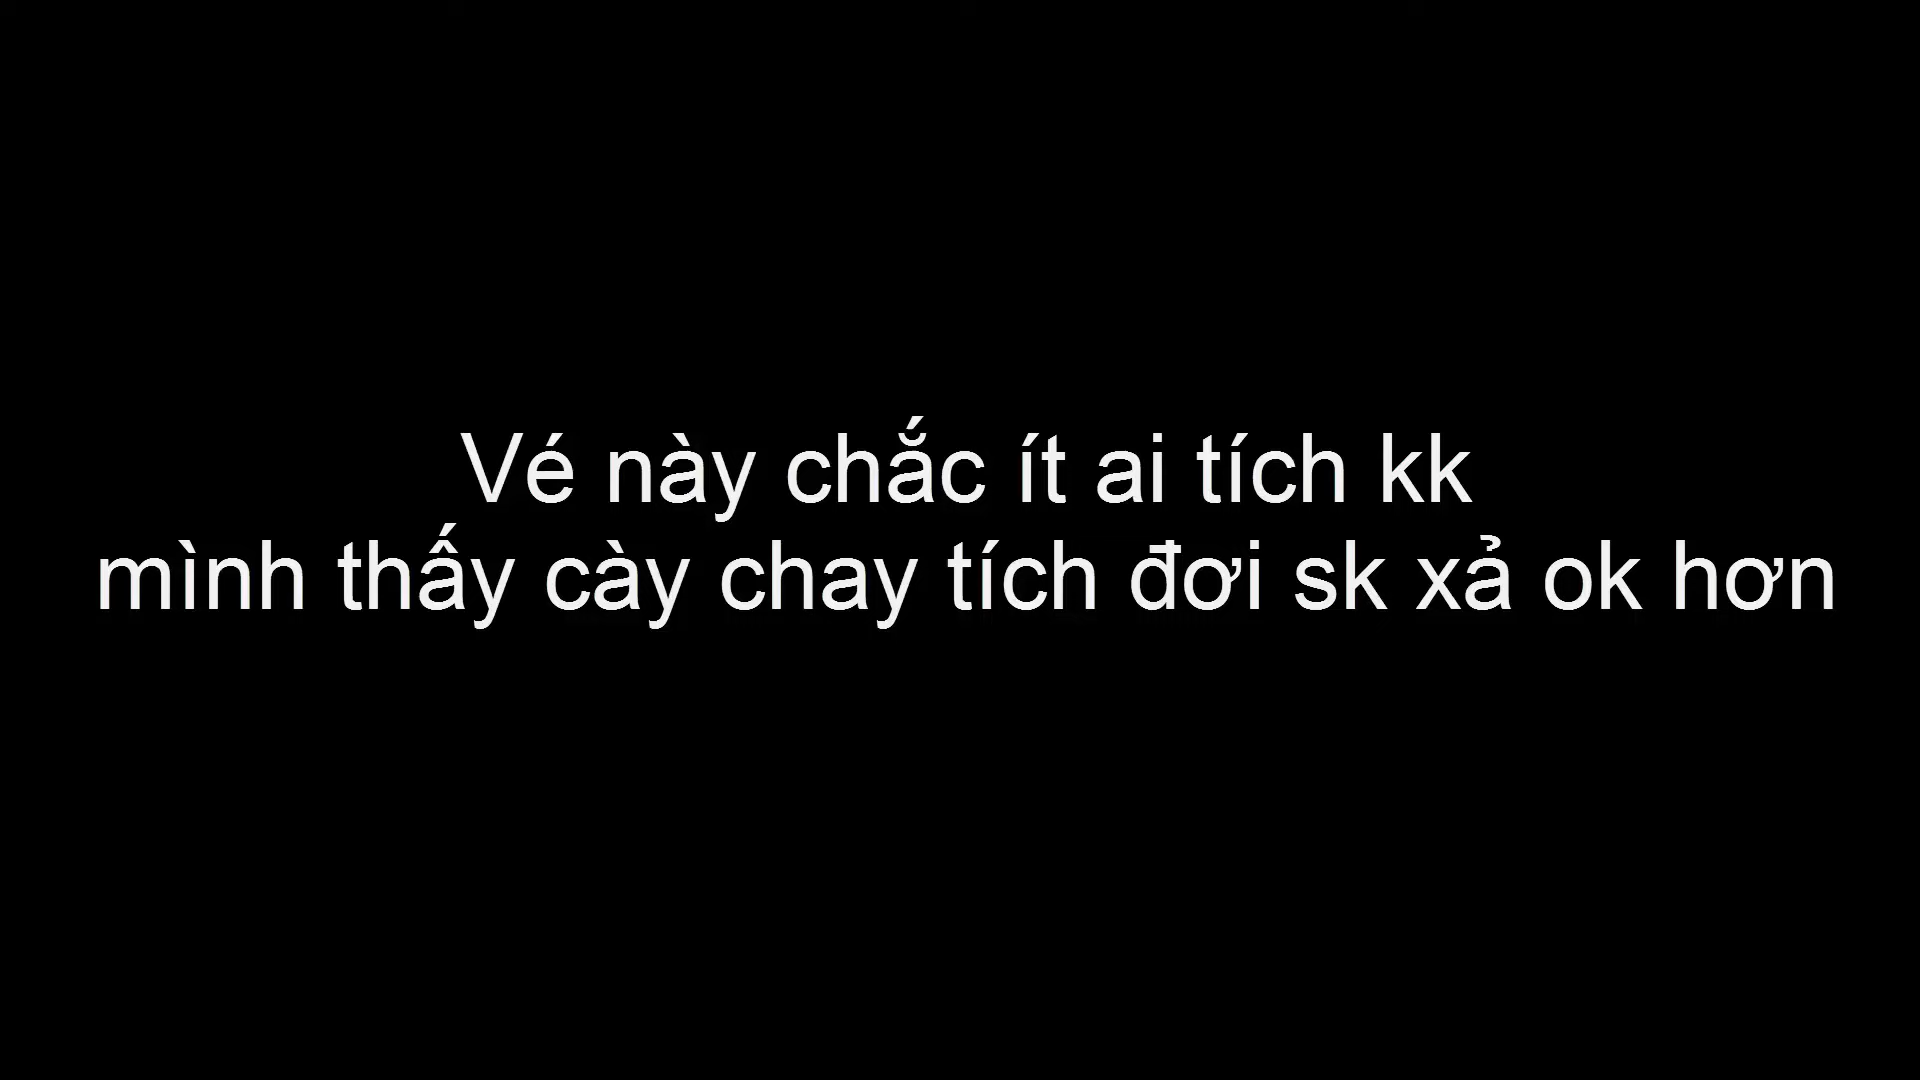 Vé này chắc ít ai tích kk
mình thấy cày chay tích đơi sk xả ok hơn